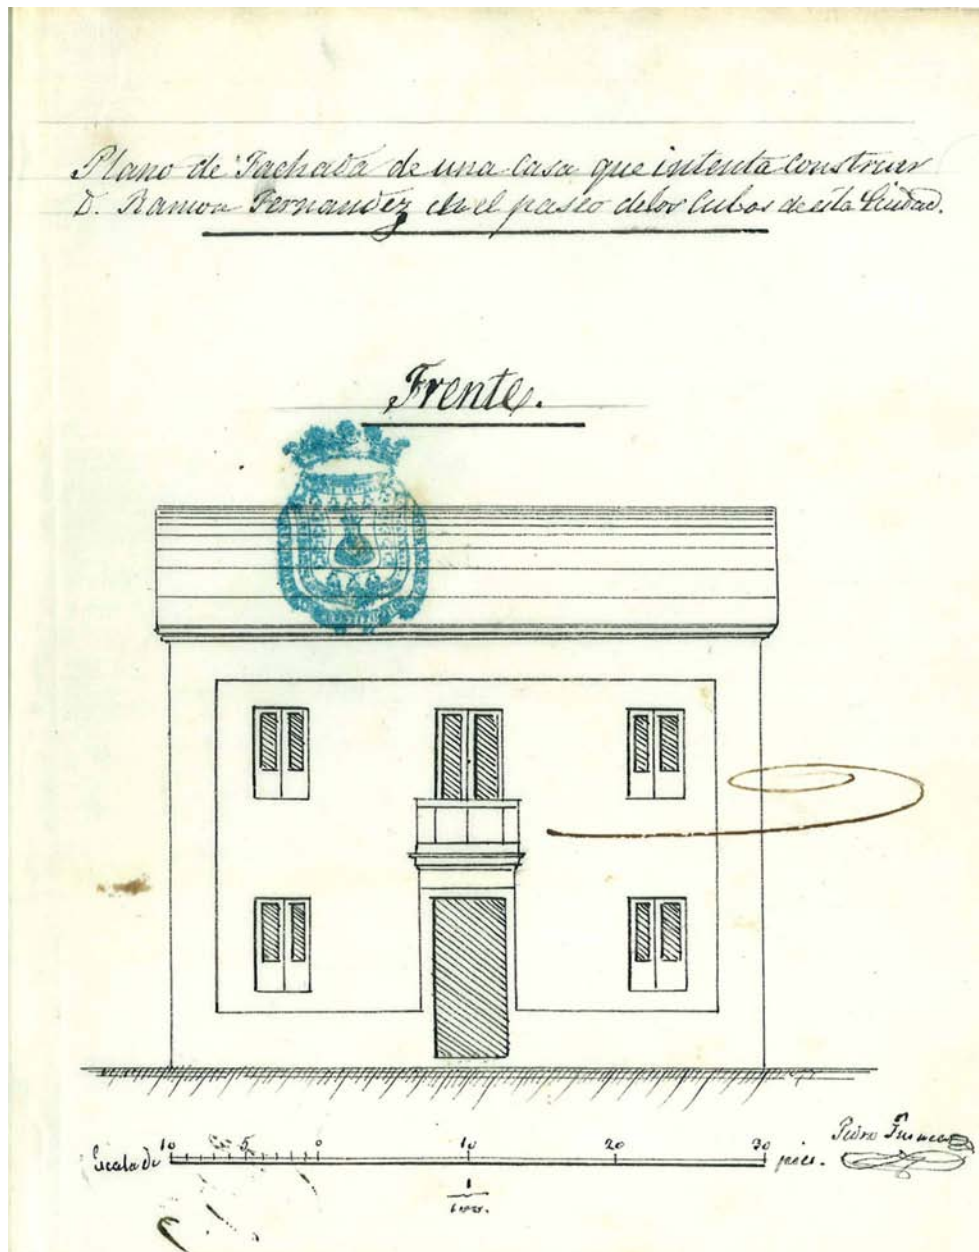 Plano de Fachada de una casa que intenta construir
D. Ramon Fernandez en el paseo de los Cubos de esta Ciudad.
Frente.
Escala de 10 5 0 10 20 30 pies.
Pedro
1